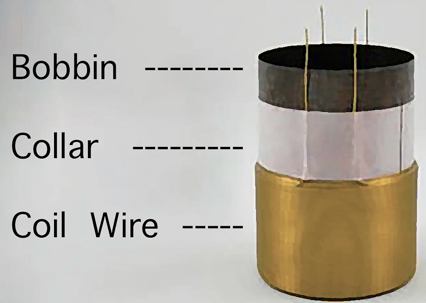 Bobbin --------
Collar ---------
Coil Wire -----